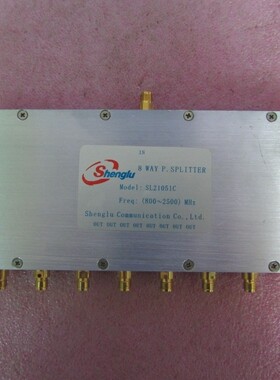 IN
Shenglu
8 WAY P.SPLITTER
Model: SL21051C
Freq: (800~2500) MHz
Shenglu Communication Co.,Ltd.
OUT OUT OUT OUT OUT OUT OUT OUT